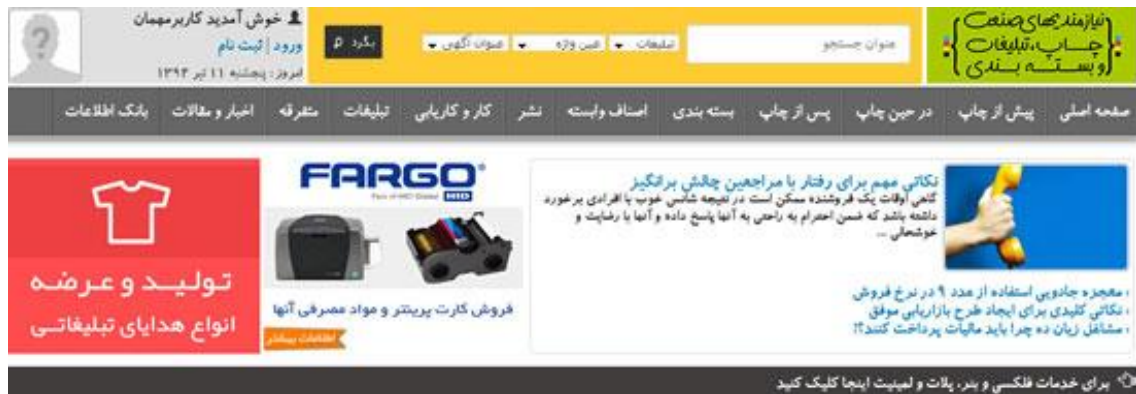 نیازمندیهای صنعت
چاپ، تبلیغات
و بسته بندی
عنوان جستجو
تبلیغات
عین واژه
عنوان آگهی
بگرد
خوش آمدید کاربر مهمان
ورود | ثبت نام
امروز : پنجشنبه ۱۱ تیر ۱۳۹۴
صفحه اصلی پیش از چاپ در حین چاپ پس از چاپ بسته بندی اصناف وابسته نشر کار و کاریابی تبلیغات متفرقه اخبار و مقالات بانک اطلاعات
نکاتی مهم برای رفتار با مراجعین چالش برانگیز
گاهی أوقات یک فروشنده ممکن است در نتیجه شانسی خوب با افرادی برخورد
داشته باشد که ضمن احترام به راحتی به آنها پاسخ داده و آنها با رضایت و
خوشحالی ...
معجزه جادویی استفاده از عدد ۹ در نرخ فروش
نکاتی کلیدی برای ایجاد طرح بازاریابی موفق
مشاغل زیان ده چرا باید مالیات پرداخت کنند؟!
FARGO
HID
فروش کارت پرینتر و مواد مصرفی آنها
اطلاعات بیشتر
تولید و عرضه
انواع هدایای تبلیغاتی
برای خدمات فلکسی و بنر، پلات و لمینیت اینجا کلیک کنید